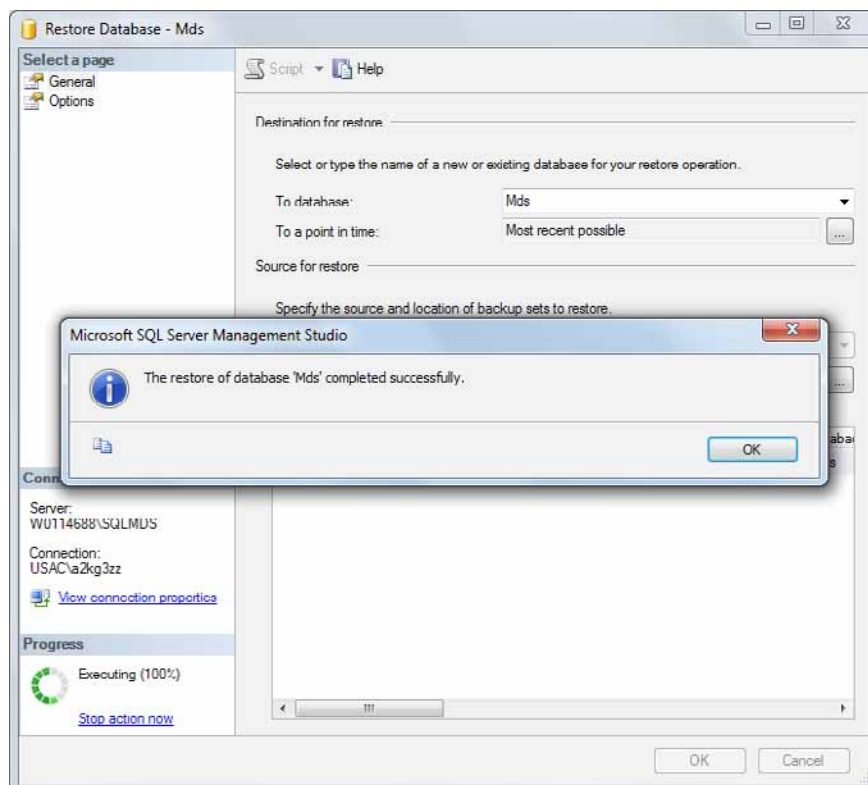 Restore Database - Mds
Select a page
General
Options
Script
Help
Destination for restore
Select or type the name of a new or existing database for your restore operation.
To database:
Mds
To a point in time:
Most recent possible
...
Source for restore
Specify the source and location of backup sets to restore.
Microsoft SQL Server Management Studio
The restore of database 'Mds' completed successfully.
OK
...
Server:
W0114688\SQLMDS
Connection:
USAC\a2kg3zz
View connection properties
Progress
Executing (100%)
Stop action now
OK
Cancel